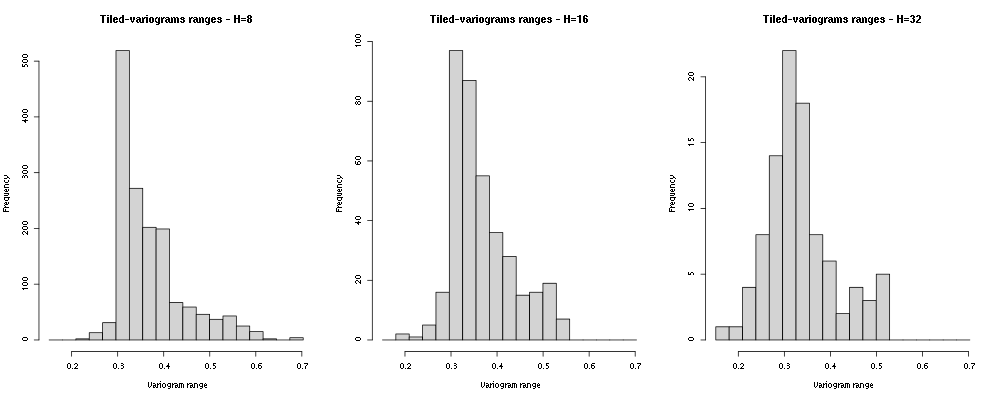 Tiled-variograms ranges - H=8
Frequency
500
400
300
200
100
0
0.2 0.3 0.4 0.5 0.6 0.7
Variogram range
Tiled-variograms ranges - H=16
Frequency
100
80
60
40
20
0
0.2 0.3 0.4 0.5 0.6 0.7
Variogram range
Tiled-variograms ranges - H=32
Frequency
20
15
10
5
0
0.2 0.3 0.4 0.5 0.6 0.7
Variogram range